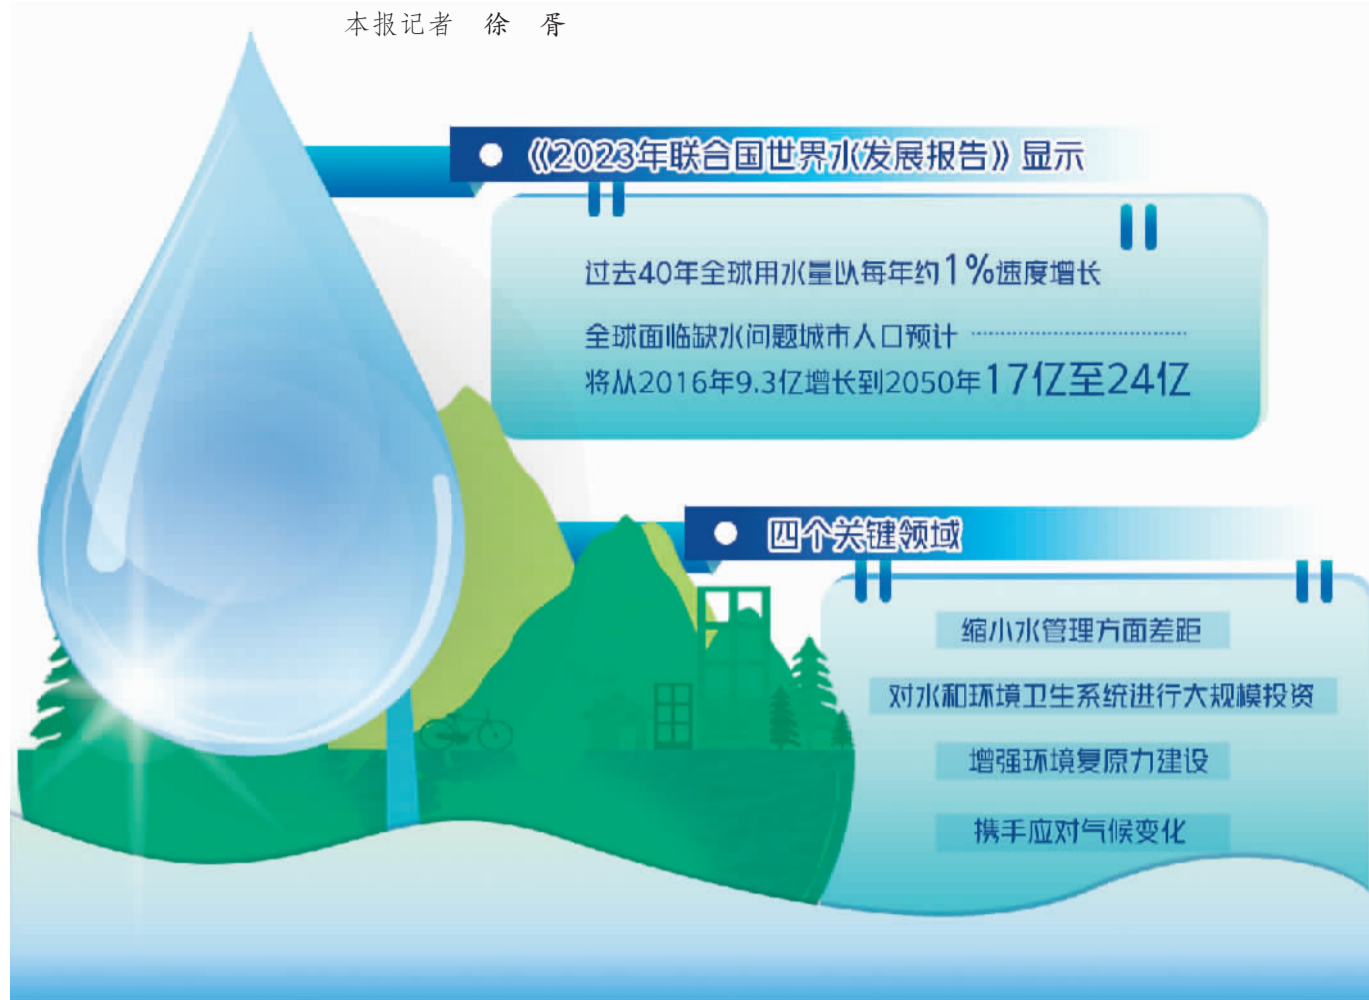 本报记者 徐 胥
《2023年联合国世界水发展报告》显示
过去40年全球用水量以每年约1%速度增长
全球面临缺水问题城市人口预计
将从2016年9.3亿增长到2050年17亿至24亿
四个关键领域
缩小水管理方面差距
对水和环境卫生系统进行大规模投资
增强环境复原力建设
携手应对气候变化